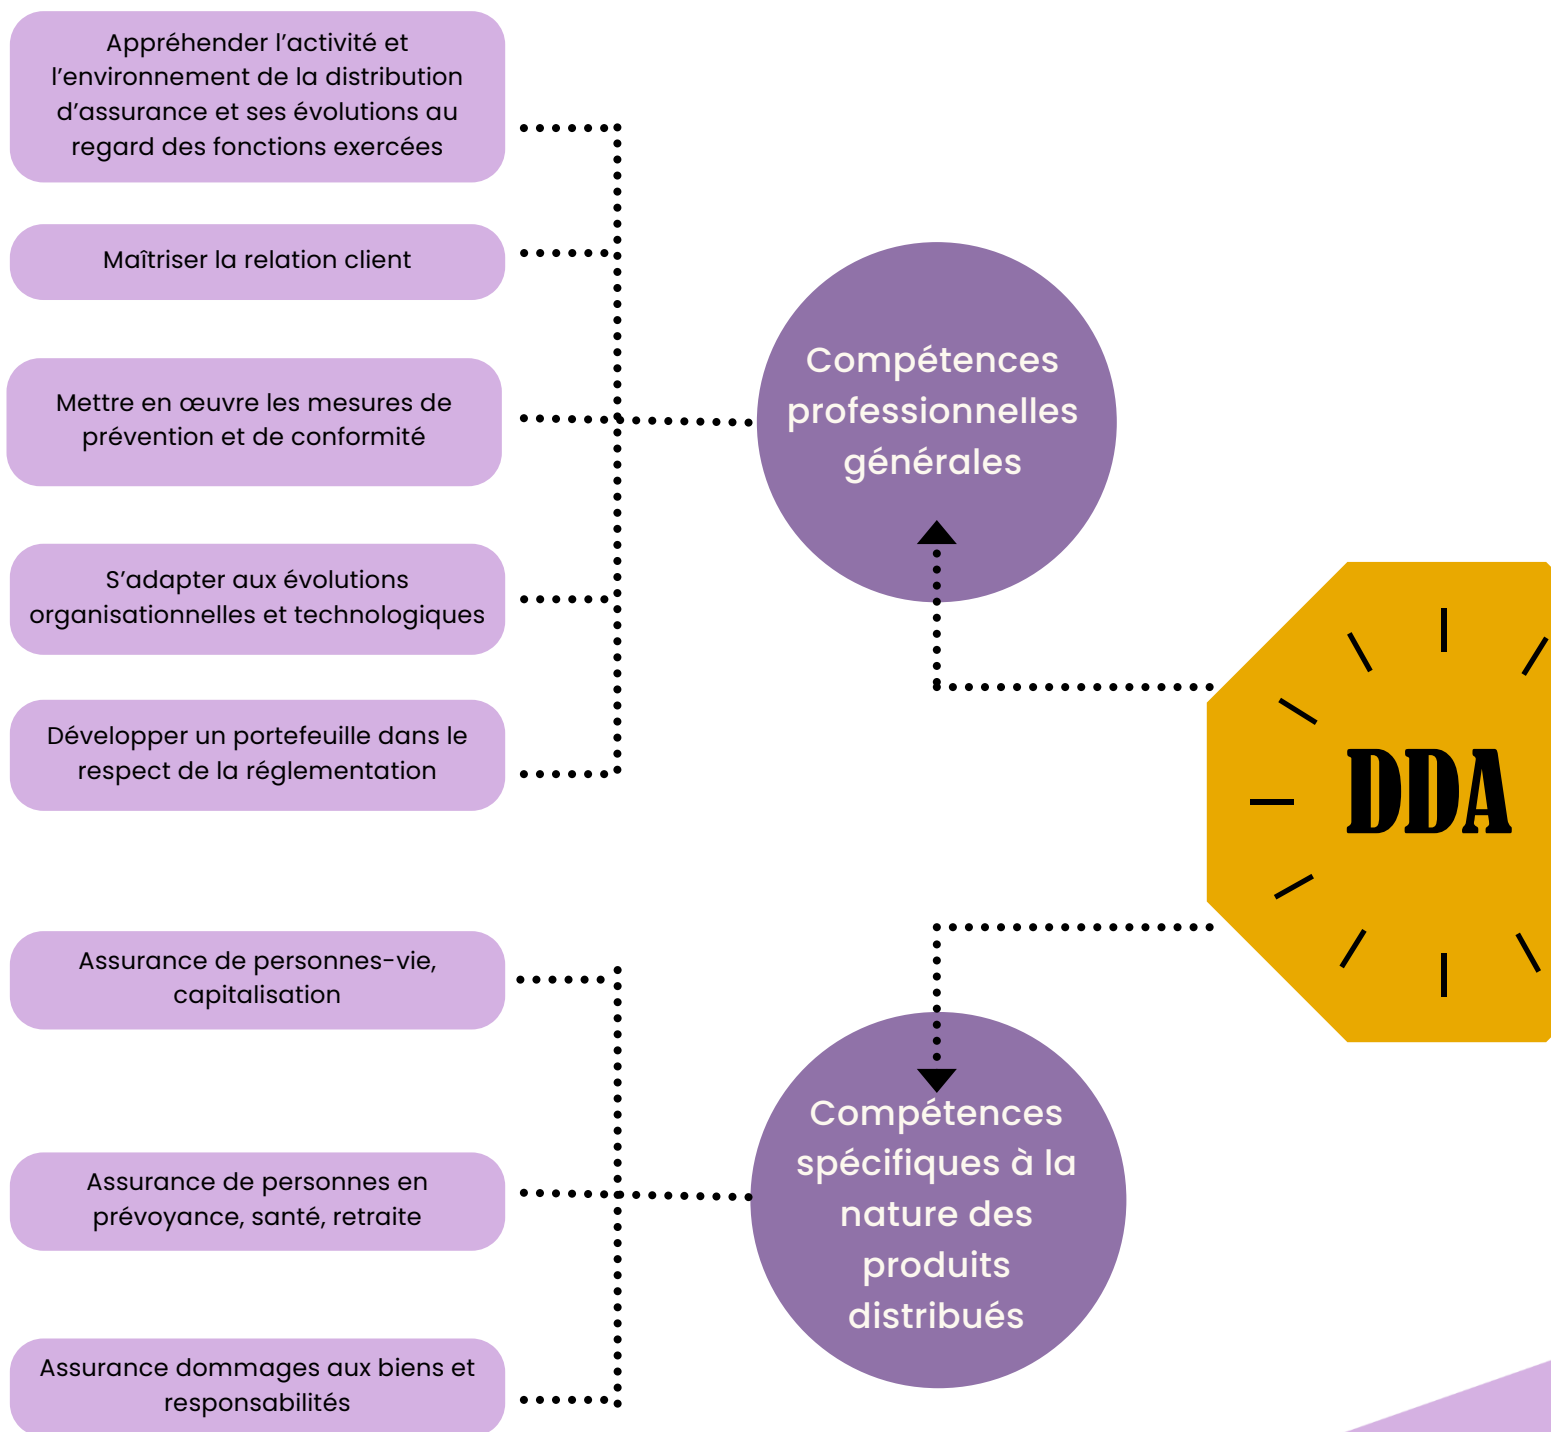 Appréhender l’activité et
l’environnement de la distribution
d’assurance et ses évolutions au
regard des fonctions exercées
Maîtriser la relation client
Mettre en œuvre les mesures de
prévention et de conformité
S’adapter aux évolutions
organisationnelles et technologiques
Développer un portefeuille dans le
respect de la réglementation
Compétences
professionnelles
générales
DDA
Assurance de personnes-vie,
capitalisation
Assurance de personnes en
prévoyance, santé, retraite
Assurance dommages aux biens et
responsabilités
Compétences
spécifiques à la
nature des
produits
distribués